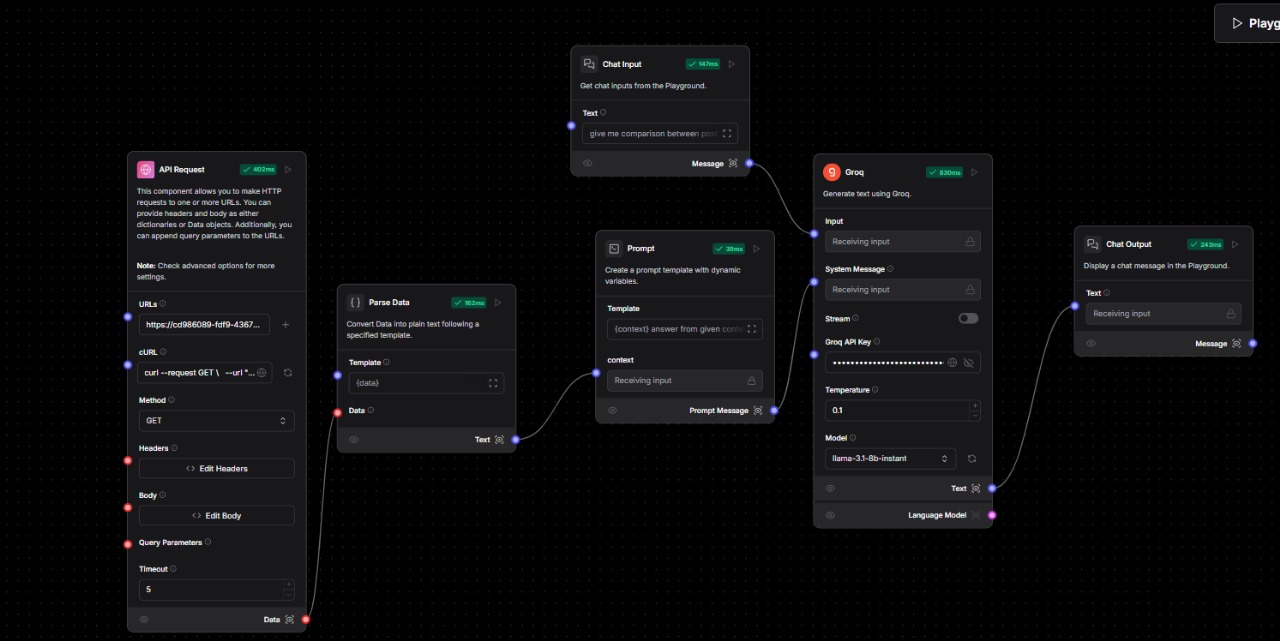 Playg
Chat Input
147ms
Get chat inputs from the Playground.
Text
give me comparison between post
Message
API Request
402ms
This component allows you to make HTTP
requests to one or more URLs. You can
provide headers and body as either
dictionaries or Data objects. Additionally, you
can append query parameters to the URLs.
Note: Check advanced options for more
settings.
URLs
https://cd986089-fdf9-4367...
cURL
curl --request GET \ --url "...
Method
GET
Headers
<> Edit Headers
Body
<> Edit Body
Query Parameters
Timeout
5
Data
{ } Parse Data
162ms
Convert Data into plain text following a
specified template.
Template
{data}
Data
Text
Prompt
39ms
Create a prompt template with dynamic
variables.
Template
{context} answer from given conte
context
Receiving input
Prompt Message
Groq
830ms
Generate text using Groq.
Input
Receiving input
System Message
Receiving input
Stream
Groq API Key
••••••••••••••••••••••••
Temperature
0.1
Model
llama-3.1-8b-instant
Text
Language Model
Chat Output
243ms
Display a chat message in the Playground.
Text
Receiving input
Message